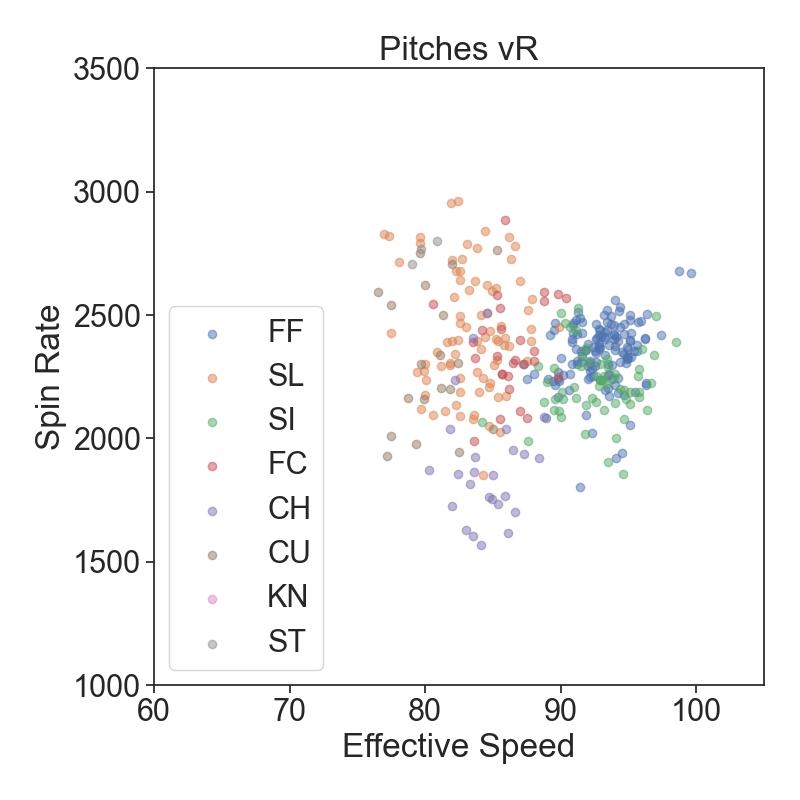 Pitches vR
3500
3000
2500
2000
1500
1000
Spin Rate
FF
SL
SI
FC
CH
CU
KN
ST
60 70 80 90 100
Effective Speed